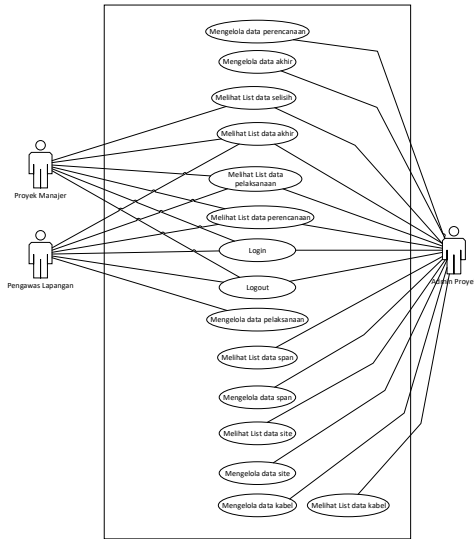 Mengelola data perencanaan
Mengelola data akhir
Melihat List data selisih
Melihat List data akhir
Proyek Manajer
Melihat List data
pelaksanaan
Melihat List data perencanaan
Login
Pengawas Lapangan
Admin Proye
Logout
Mengelola data pelaksanaan
Melihat List data span
Mengelola data span
Melihat List data site
Mengelola data site
Mengelola data kabel
Melihat List data kabel